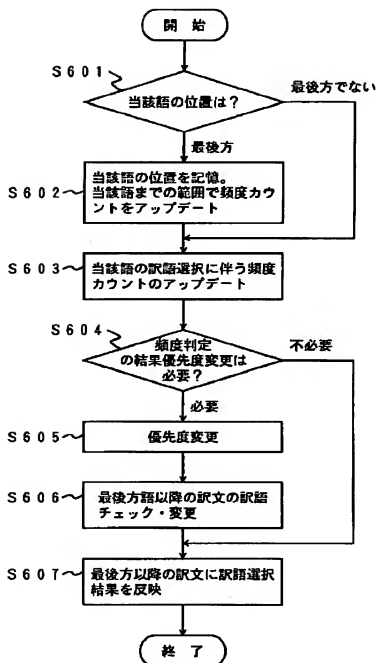 開 始
S601
当該語の位置は？
最後方でない
最後方
S602
当該語の位置を記憶。
当該語までの範囲で頻度カウ
ントをアップデート
S603
当該語の訳語選択に伴う頻度
カウントのアップデート
S604
頻度判定
の結果優先度変更は
必要？
不必要
必要
S605
優先度変更
S606
最後方語以降の訳文の訳語
チェック・変更
S607
最後方以降の訳文に訳語選択
結果を反映
終 了